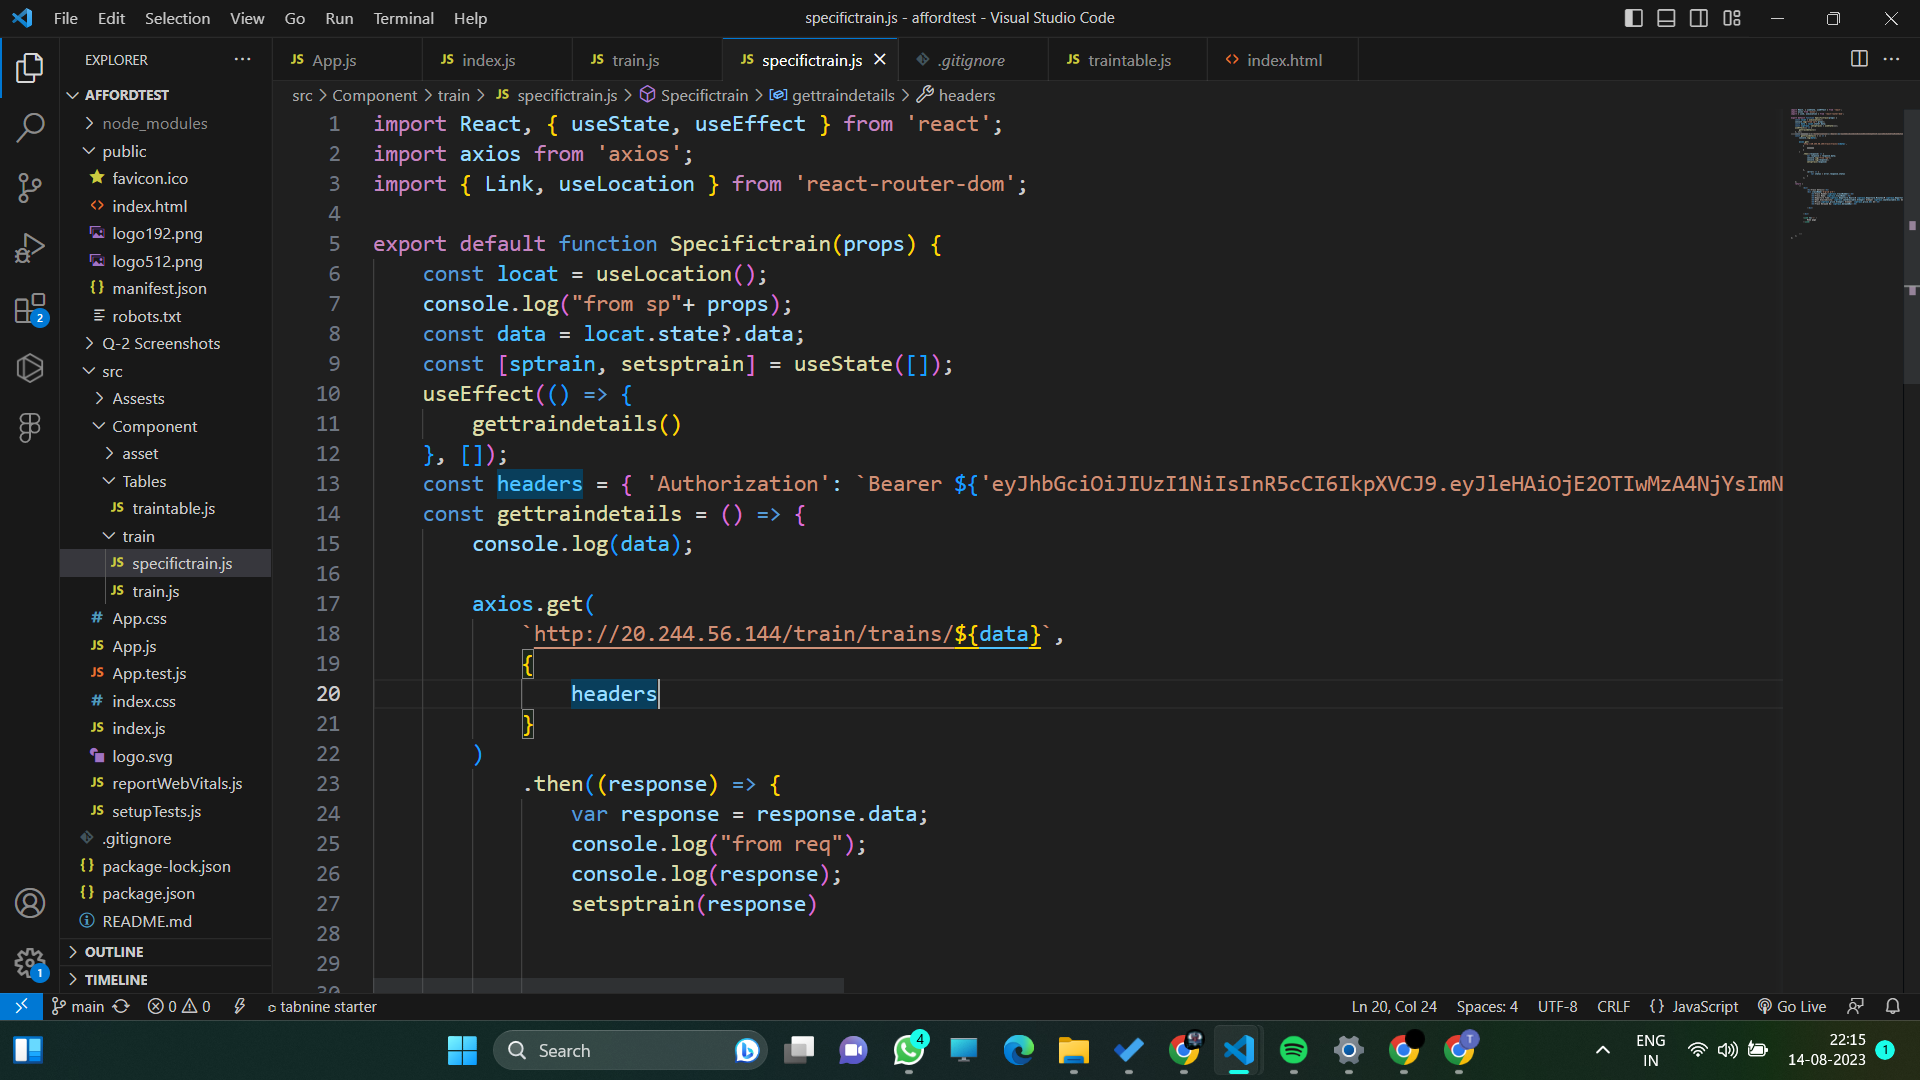 File Edit Selection View Go Run Terminal Help
specifictrain.js - affordtest - Visual Studio Code
EXPLORER
AFFORDTEST
node_modules
public
favicon.ico
index.html
logo192.png
logo512.png
manifest.json
robots.txt
Q-2 Screenshots
src
Assests
Component
asset
Tables
traintable.js
train
specifictrain.js
train.js
App.css
App.js
App.test.js
index.css
index.js
logo.svg
reportWebVitals.js
setupTests.js
.gitignore
package-lock.json
package.json
README.md
OUTLINE
TIMELINE
JS App.js JS index.js JS train.js JS specifictrain.js .gitignore JS traintable.js index.html
src > Component > train > JS specifictrain.js > Specifictrain > gettraindetails > headers
1 import React, { useState, useEffect } from 'react';
2 import axios from 'axios';
3 import { Link, useLocation } from 'react-router-dom';
4
5 export default function Specifictrain(props) {
6 const locat = useLocation();
7 console.log("from sp"+ props);
8 const data = locat.state?.data;
9 const [sptrain, setsptrain] = useState([]);
10 useEffect(() => {
11 gettraindetails()
12 }, []);
13 const headers = { 'Authorization': `Bearer ${'eyJhbGciOiJIUzI1NiIsInR5cCI6IkpXVCJ9.eyJleHAiOjE2OTIwMzA4NjYsImN
14 const gettraindetails = () => {
15 console.log(data);
16
17 axios.get(
18 `http://20.244.56.144/train/trains/${data}`,
19 {
20 headers
21 }
22 )
23 .then((response) => {
24 var response = response.data;
25 console.log("from req");
26 console.log(response);
27 setsptrain(response)
28
29
30
main 0 0 tabnine starter
Ln 20, Col 24 Spaces: 4 UTF-8 CRLF {} JavaScript Go Live
Search
ENG
IN
22:15
14-08-2023